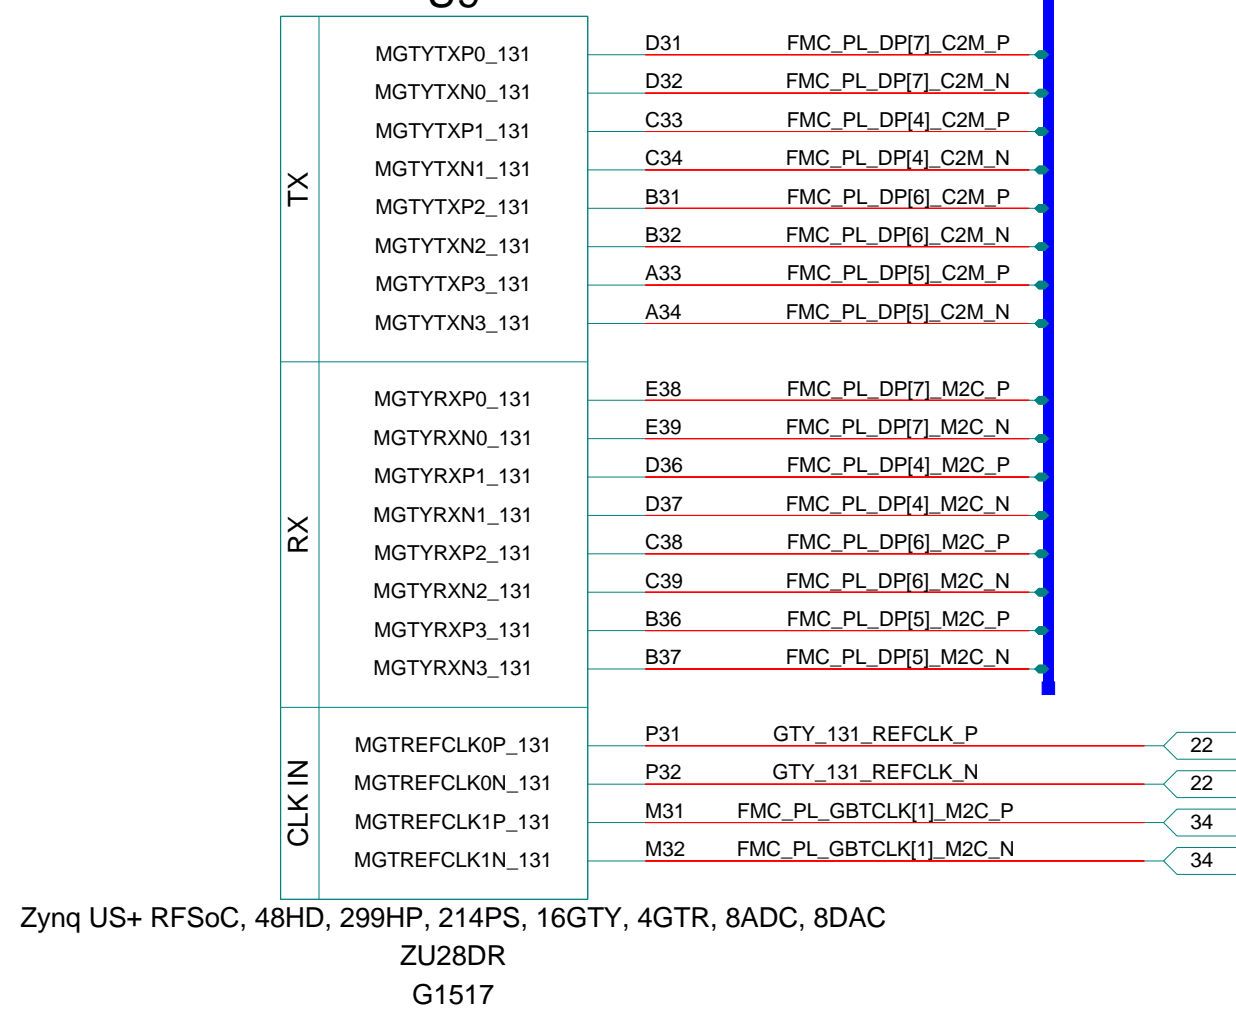 TX
MGTYTXP0_131 D31 FMC_PL_DP[7]_C2M_P
MGTYTXN0_131 D32 FMC_PL_DP[7]_C2M_N
MGTYTXP1_131 C33 FMC_PL_DP[4]_C2M_P
MGTYTXN1_131 C34 FMC_PL_DP[4]_C2M_N
MGTYTXP2_131 B31 FMC_PL_DP[6]_C2M_P
MGTYTXN2_131 B32 FMC_PL_DP[6]_C2M_N
MGTYTXP3_131 A33 FMC_PL_DP[5]_C2M_P
MGTYTXN3_131 A34 FMC_PL_DP[5]_C2M_N
RX
MGTYRXP0_131 E38 FMC_PL_DP[7]_M2C_P
MGTYRXN0_131 E39 FMC_PL_DP[7]_M2C_N
MGTYRXP1_131 D36 FMC_PL_DP[4]_M2C_P
MGTYRXN1_131 D37 FMC_PL_DP[4]_M2C_N
MGTYRXP2_131 C38 FMC_PL_DP[6]_M2C_P
MGTYRXN2_131 C39 FMC_PL_DP[6]_M2C_N
MGTYRXP3_131 B36 FMC_PL_DP[5]_M2C_P
MGTYRXN3_131 B37 FMC_PL_DP[5]_M2C_N
CLK IN
MGTREFCLK0P_131 P31 GTY_131_REFCLK_P 22
MGTREFCLK0N_131 P32 GTY_131_REFCLK_N 22
MGTREFCLK1P_131 M31 FMC_PL_GBTCLK[1]_M2C_P 34
MGTREFCLK1N_131 M32 FMC_PL_GBTCLK[1]_M2C_N 34
Zynq US+ RFSoC, 48HD, 299HP, 214PS, 16GTY, 4GTR, 8ADC, 8DAC
ZU28DR
G1517